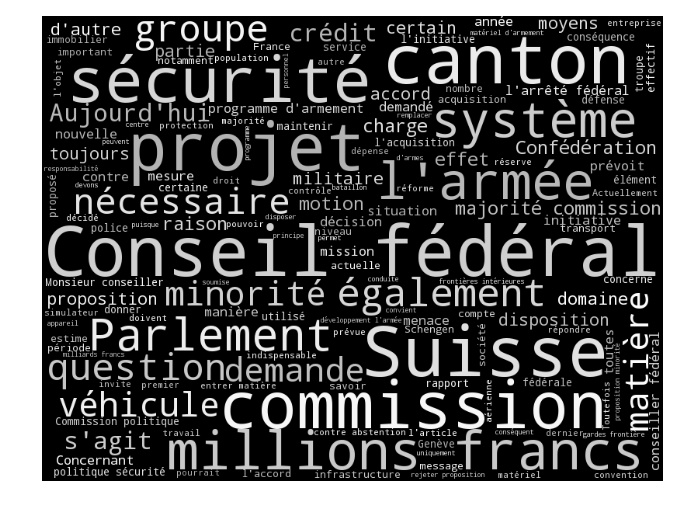 d'autre
groupe
crédit
certain
année
moyens
entreprise
immobilier
important
partie
France
service
l'initiative
matériel d'armement
conséquence
l'objet
notamment
population
autre
personnel
accord
nombre
l'arrêté fédéral
troupe
effectif
sécurité
canton
Aujourd'hui
programme d'armement
demandé
acquisition
défense
remplacer
nouvelle
centre
protection
majorité
maintenir
charge
système
toujours
peuvent
programme
projet
dépense
l'acquisition
Confédération
responsabilité
contre
mesure
droit
d'armes
effet
réserve
prévoit
proposé
devons
certaine
contrôle
bataillon
réforme
militaire
l'armée
Actuellement
élément
nécessaire
disposer
motion
situation
majorité commission
décidé
puisque
pouvoir
niveau
décision
initiative
police
raison
principe
permet
mission
transport
actuelle
Conseil fédéral
Monsieur conseiller
soumise
conduite
frontières intérieures
concerne
proposition
minorité
également
domaine
simulateur
donner
manière
utilisé
développement l'armée
convient
compte
disposition
appareil
doivent
prévue
Schengen
menace
répondre
estime
Parlement
société
toutes
matière
période
milliards francs
indispensable
Suisse
question
demande
invite
premier
entrer matière
savoir
rapport
fédérale
toutefois
proposition minorité
conseiller fédéral
véhicule
commission
aérienne
Commission politique
s'agit
travail
contre abstention
l'article
conséquent
dernier
gardes frontière
Concernant
millions francs
Genève
uniquement
message
politique sécurité
pourrait
l'accord
infrastructure
rejeter proposition
matériel
convention